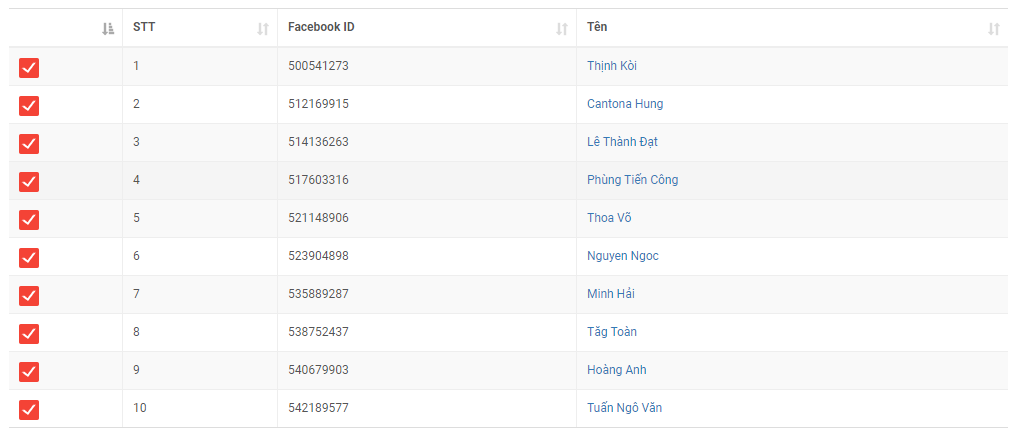 STT Facebook ID Tên
1 500541273 Thịnh Kòi
2 512169915 Cantona Hung
3 514136263 Lê Thành Đạt
4 517603316 Phùng Tiến Công
5 521148906 Thoa Võ
6 523904898 Nguyen Ngoc
7 535889287 Minh Hải
8 538752437 Tăg Toàn
9 540679903 Hoàng Anh
10 542189577 Tuấn Ngô Văn